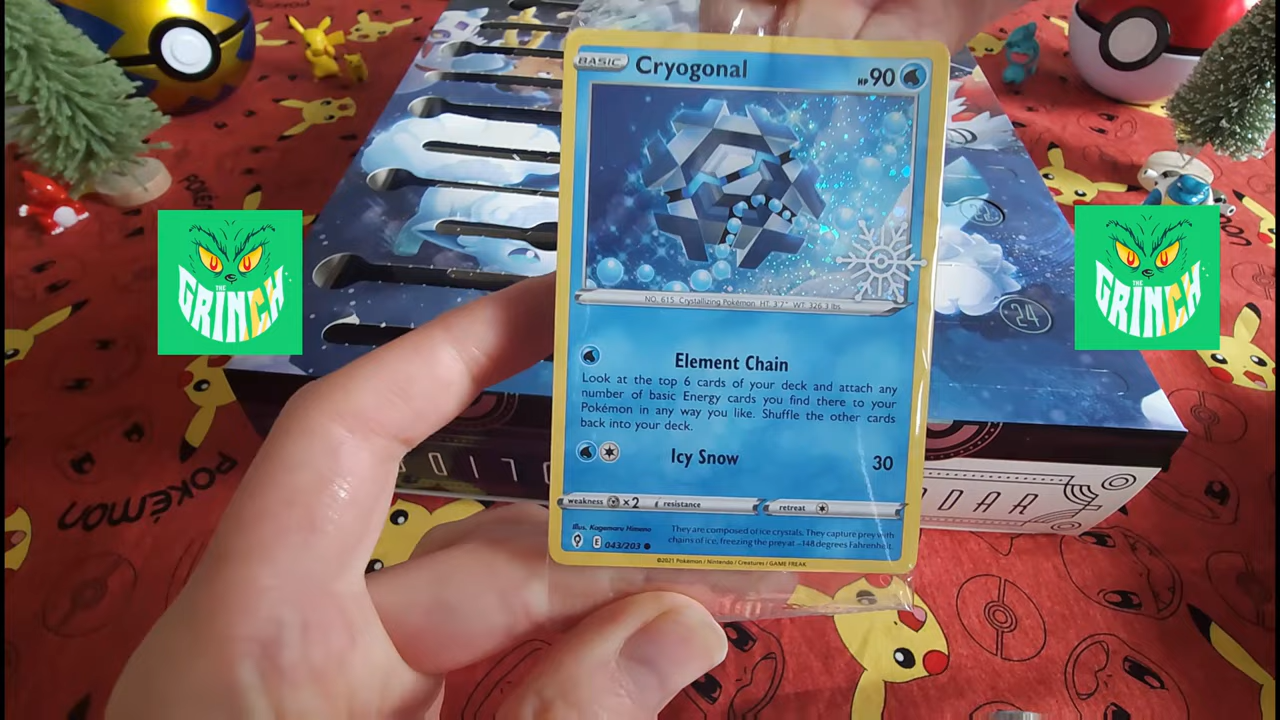 BASIC Cryogonal HP 90
NO. 615 Crystallizing Pokémon HT: 3'7" WT: 326.3 lbs
Element Chain
Look at the top 6 cards of your deck and attach any
number of basic Energy cards you find there to your
Pokémon in any way you like. Shuffle the other cards
back into your deck.
Icy Snow 30
weakness ×2 resistance retreat
Illus. Kagemaru Himeno
They are composed of ice crystals. They capture prey with
chains of ice, freezing the prey at -148 degrees Fahrenheit.
E 043/203
©2021 Pokémon / Nintendo / Creatures / GAME FREAK
THE
GRINCH
THE
GRINCH
24
POKÉMON
POKÉMON